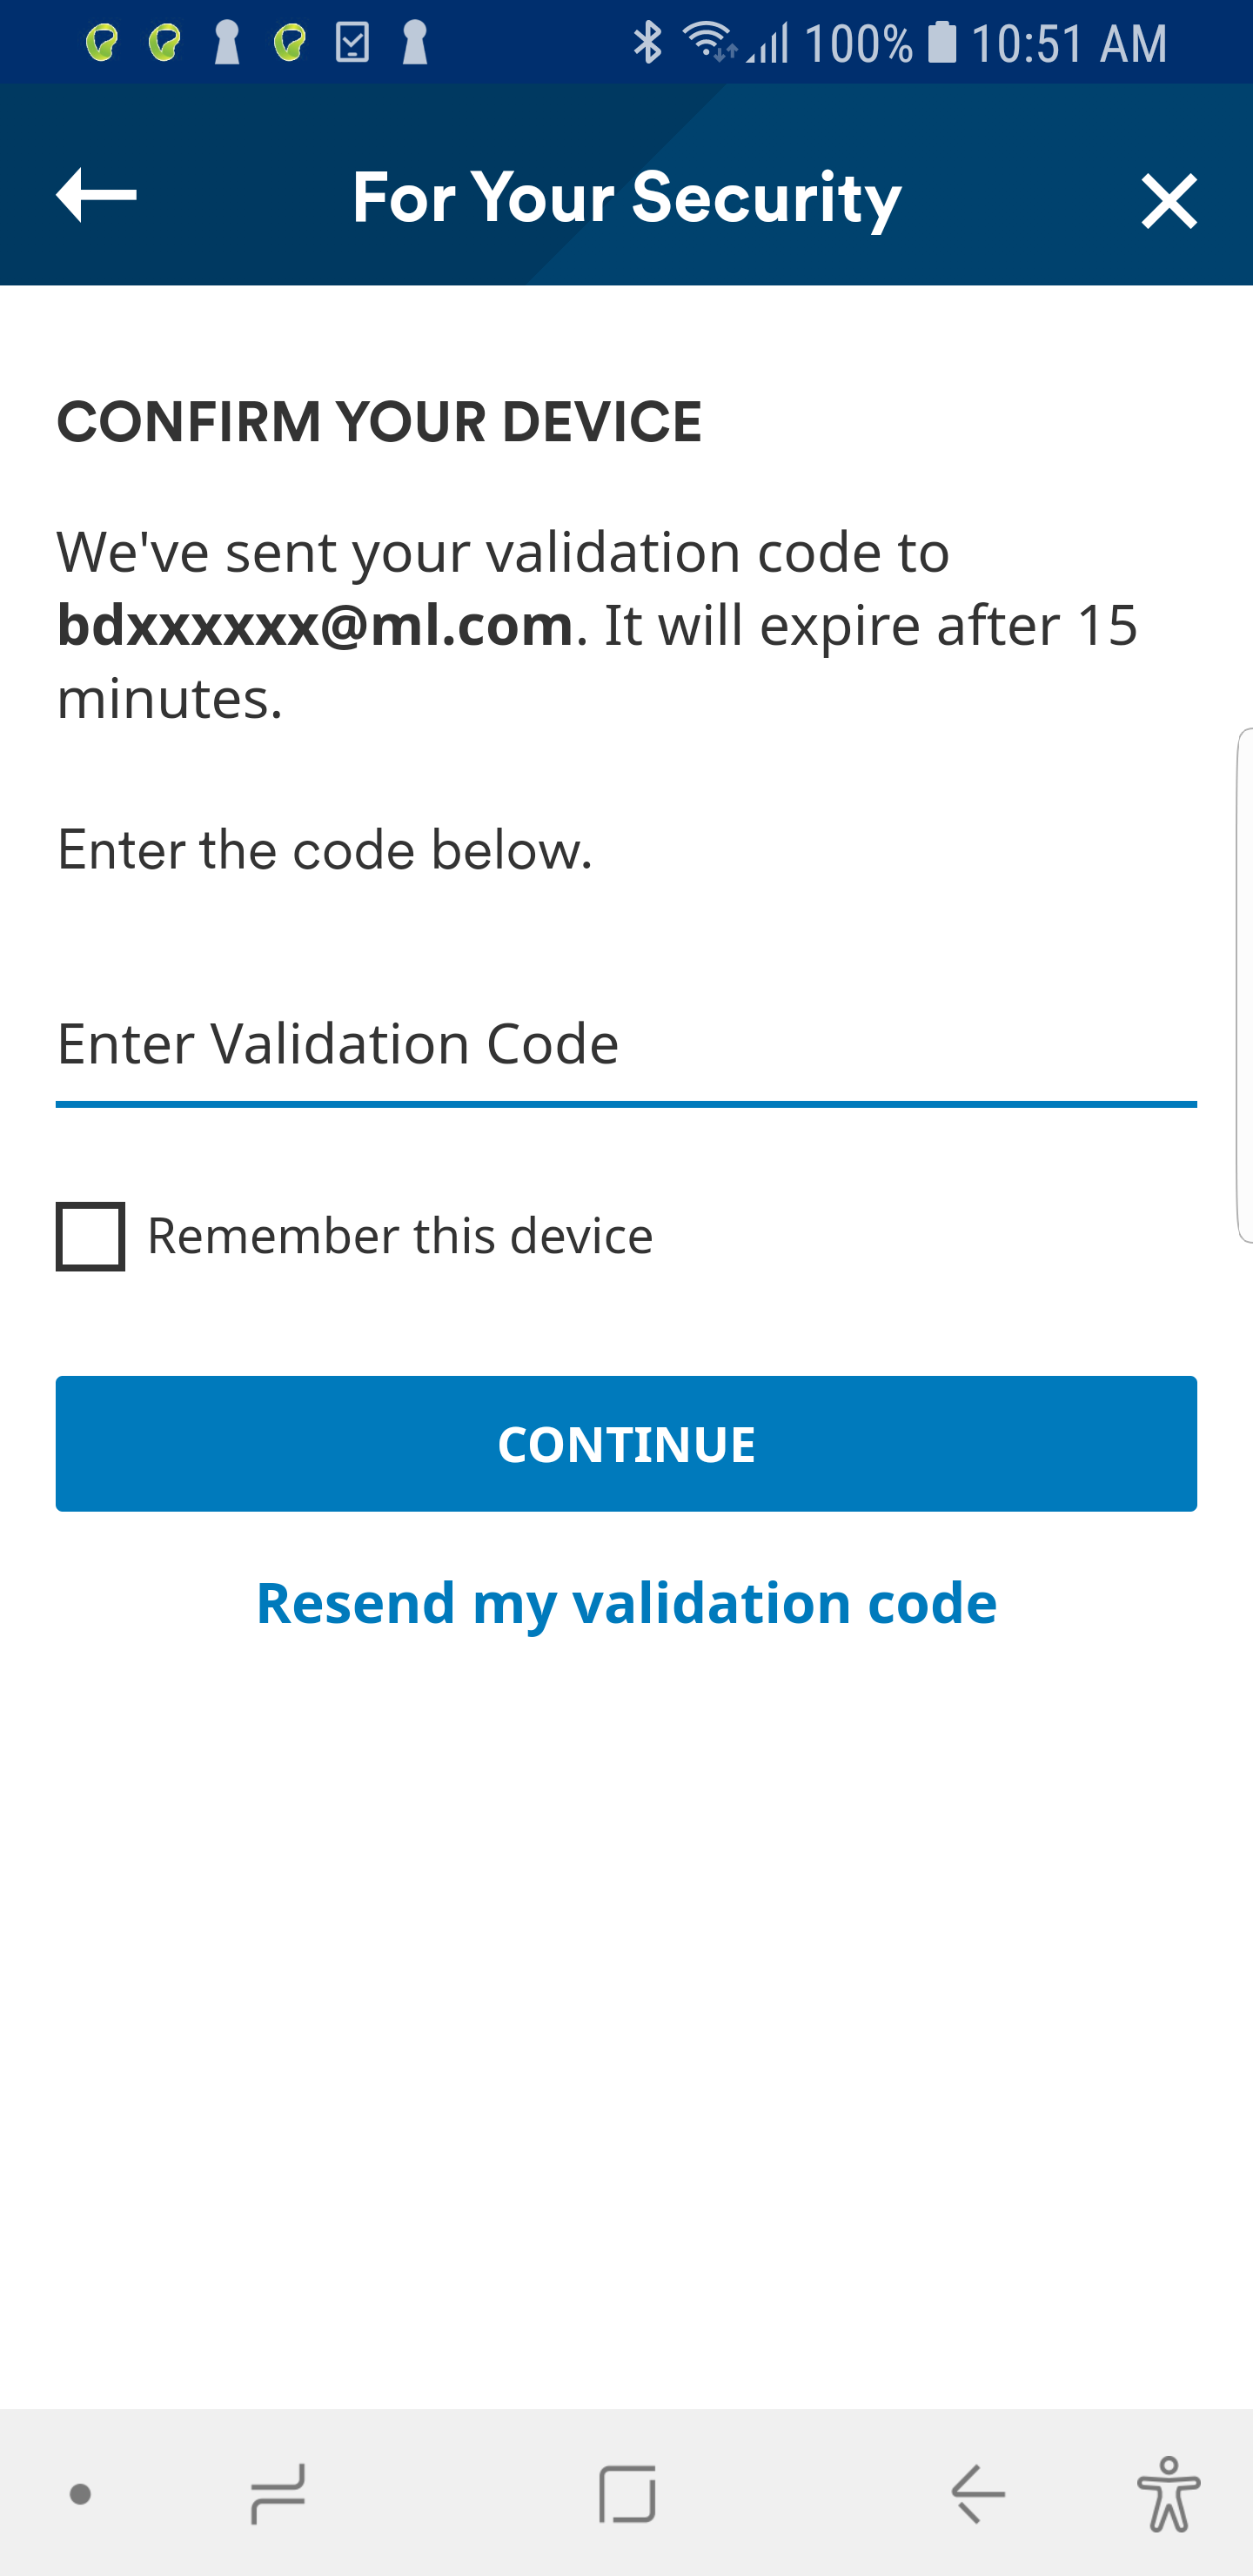 100% 10:51 AM
For Your Security
CONFIRM YOUR DEVICE
We've sent your validation code to
bdxxxxxx@ml.com. It will expire after 15
minutes.
Enter the code below.
Enter Validation Code
Remember this device
CONTINUE
Resend my validation code